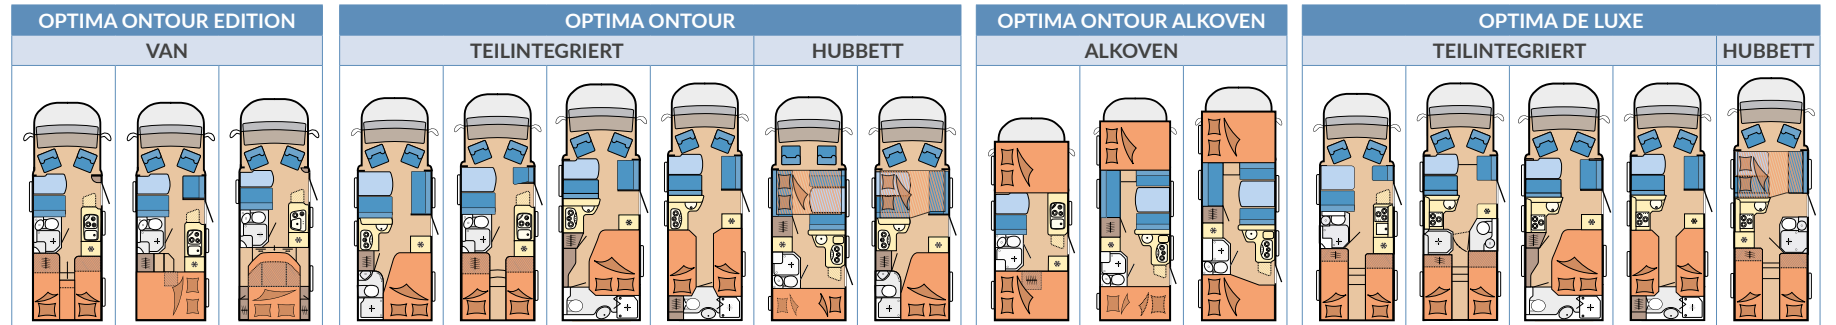 OPTIMA ONTOUR EDITION
VAN
OPTIMA ONTOUR
TEILINTEGRIERT
HUBBETT
OPTIMA ONTOUR ALKOVEN
ALKOVEN
OPTIMA DE LUXE
TEILINTEGRIERT
HUBBETT